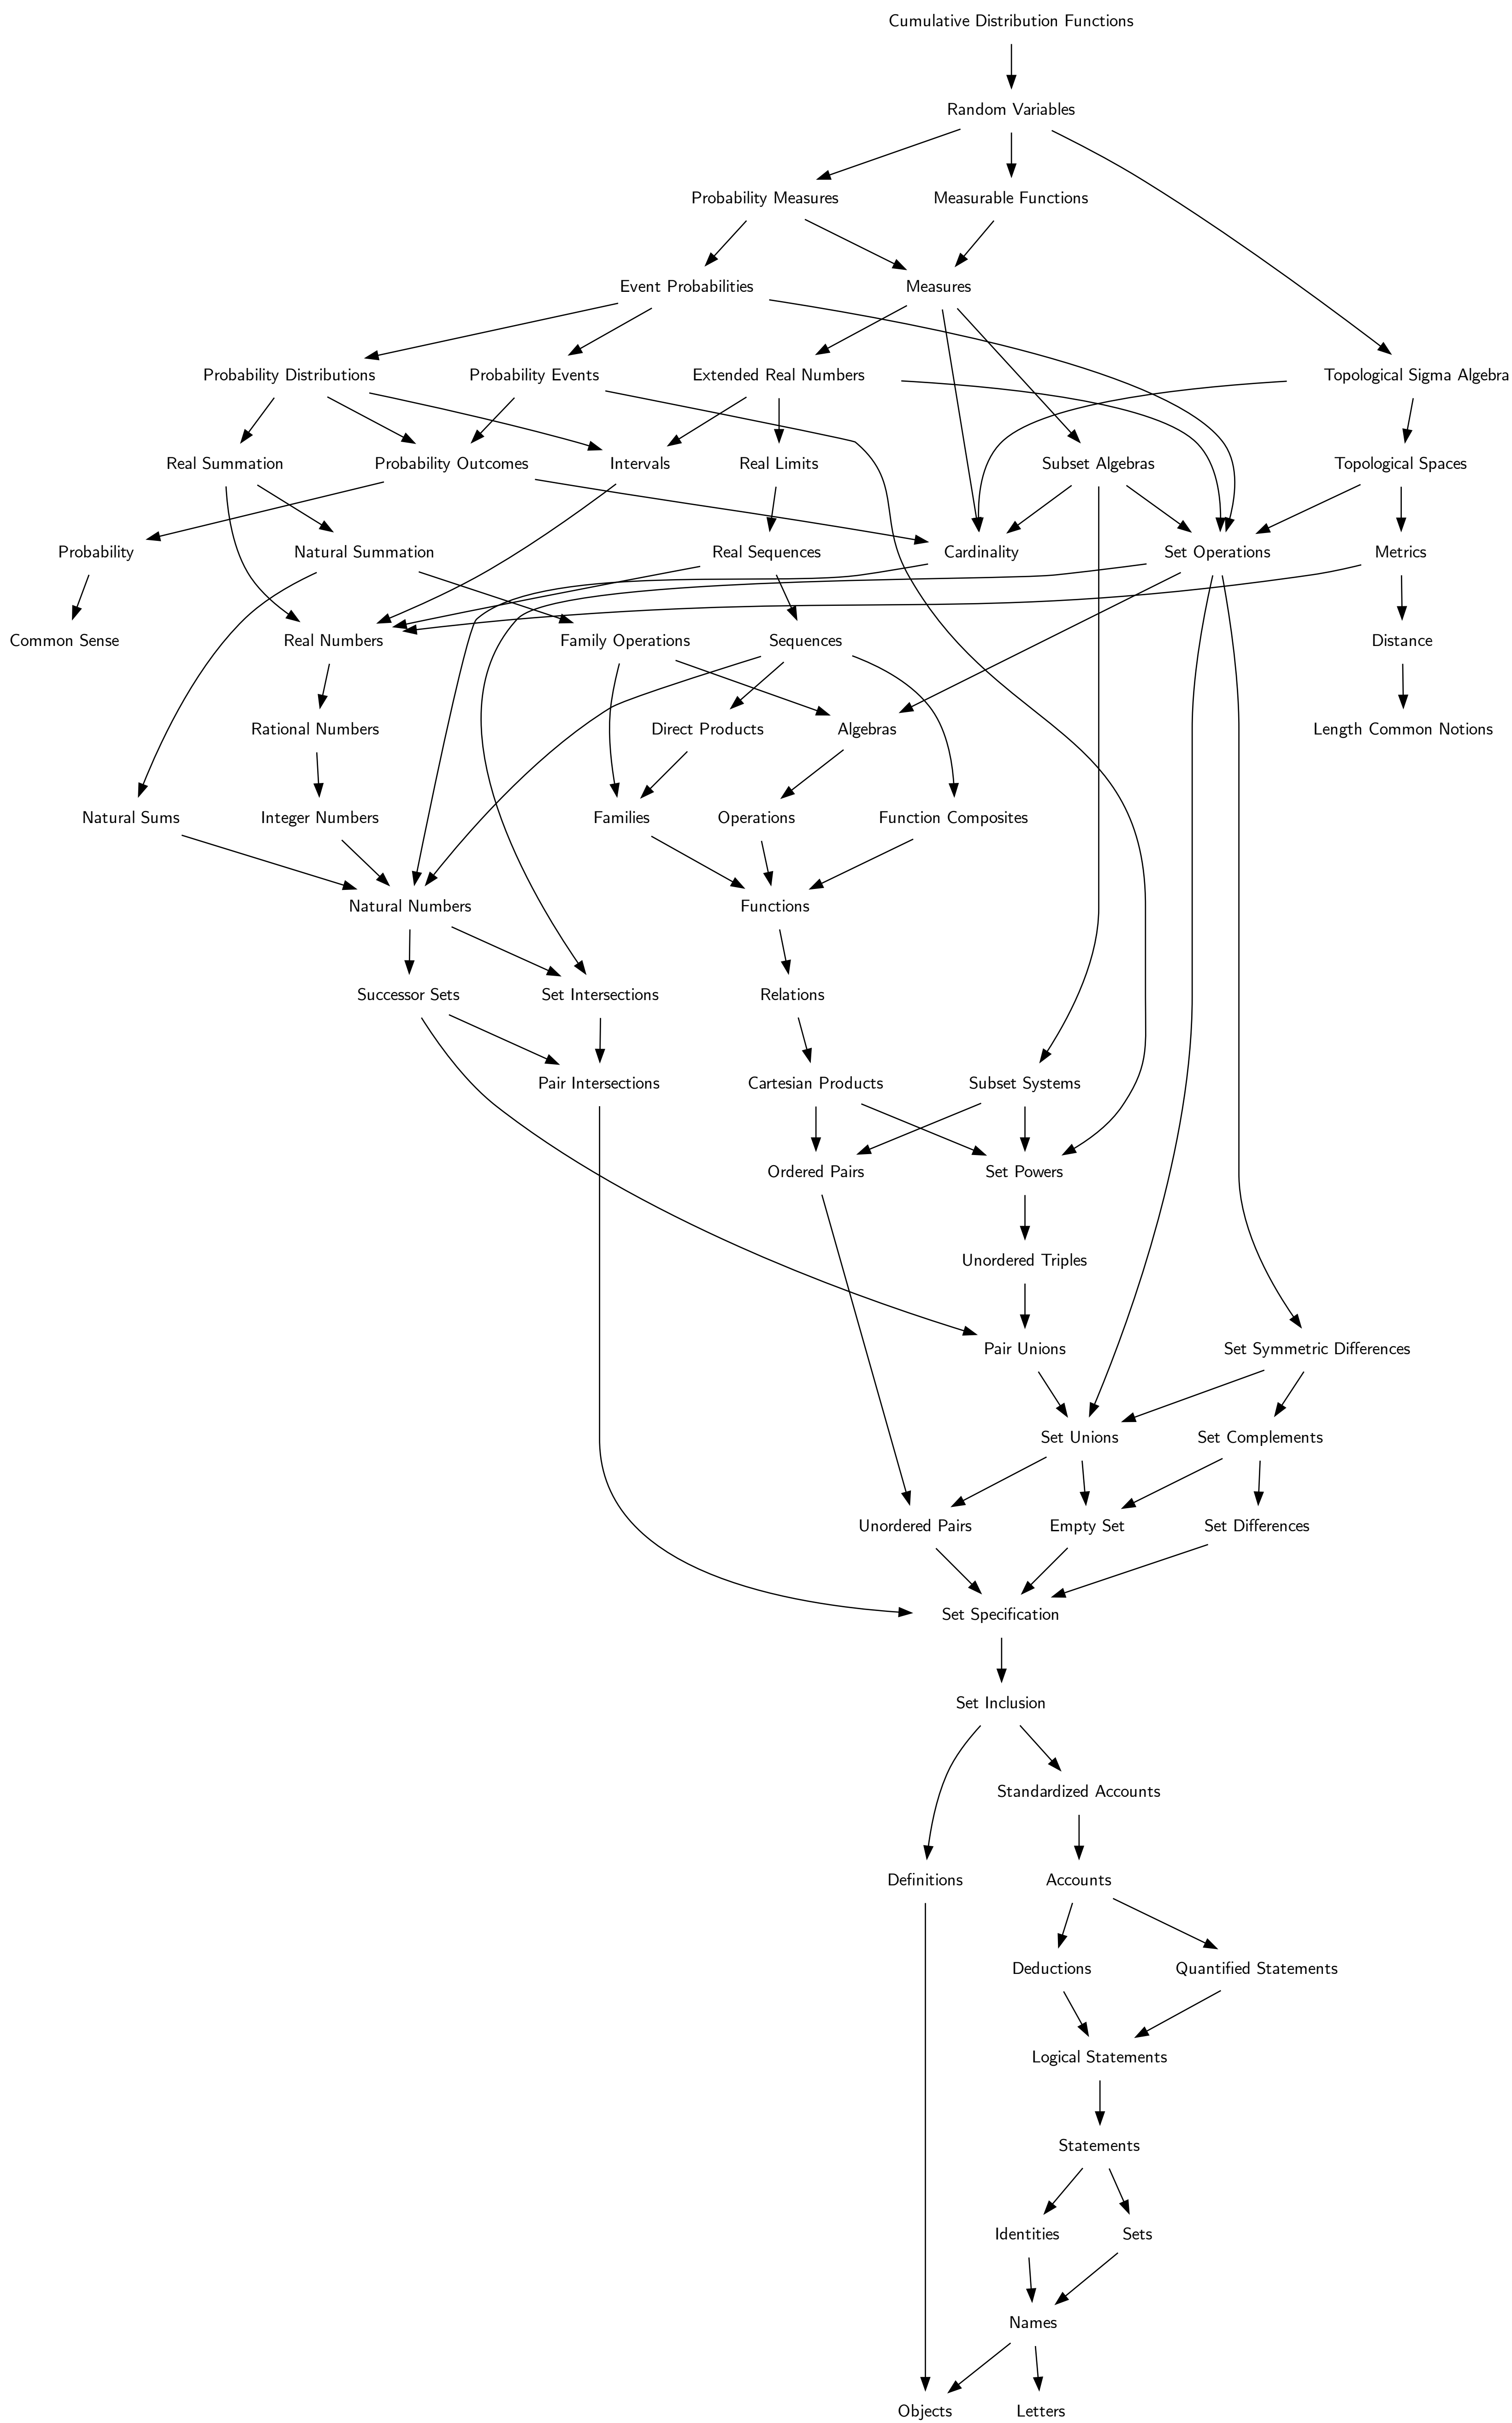 Cumulative Distribution Functions
Random Variables
Probability Measures
Measurable Functions
Event Probabilities
Measures
Probability Distributions
Probability Events
Extended Real Numbers
Topological Sigma Algebra
Real Summation
Probability Outcomes
Intervals
Real Limits
Subset Algebras
Topological Spaces
Probability
Natural Summation
Real Sequences
Cardinality
Set Operations
Metrics
Common Sense
Real Numbers
Family Operations
Sequences
Distance
Rational Numbers
Direct Products
Algebras
Length Common Notions
Natural Sums
Integer Numbers
Families
Operations
Function Composites
Natural Numbers
Functions
Successor Sets
Set Intersections
Relations
Pair Intersections
Cartesian Products
Subset Systems
Ordered Pairs
Set Powers
Unordered Triples
Pair Unions
Set Symmetric Differences
Set Unions
Set Complements
Unordered Pairs
Empty Set
Set Differences
Set Specification
Set Inclusion
Standardized Accounts
Definitions
Accounts
Deductions
Quantified Statements
Logical Statements
Statements
Identities
Sets
Names
Objects
Letters